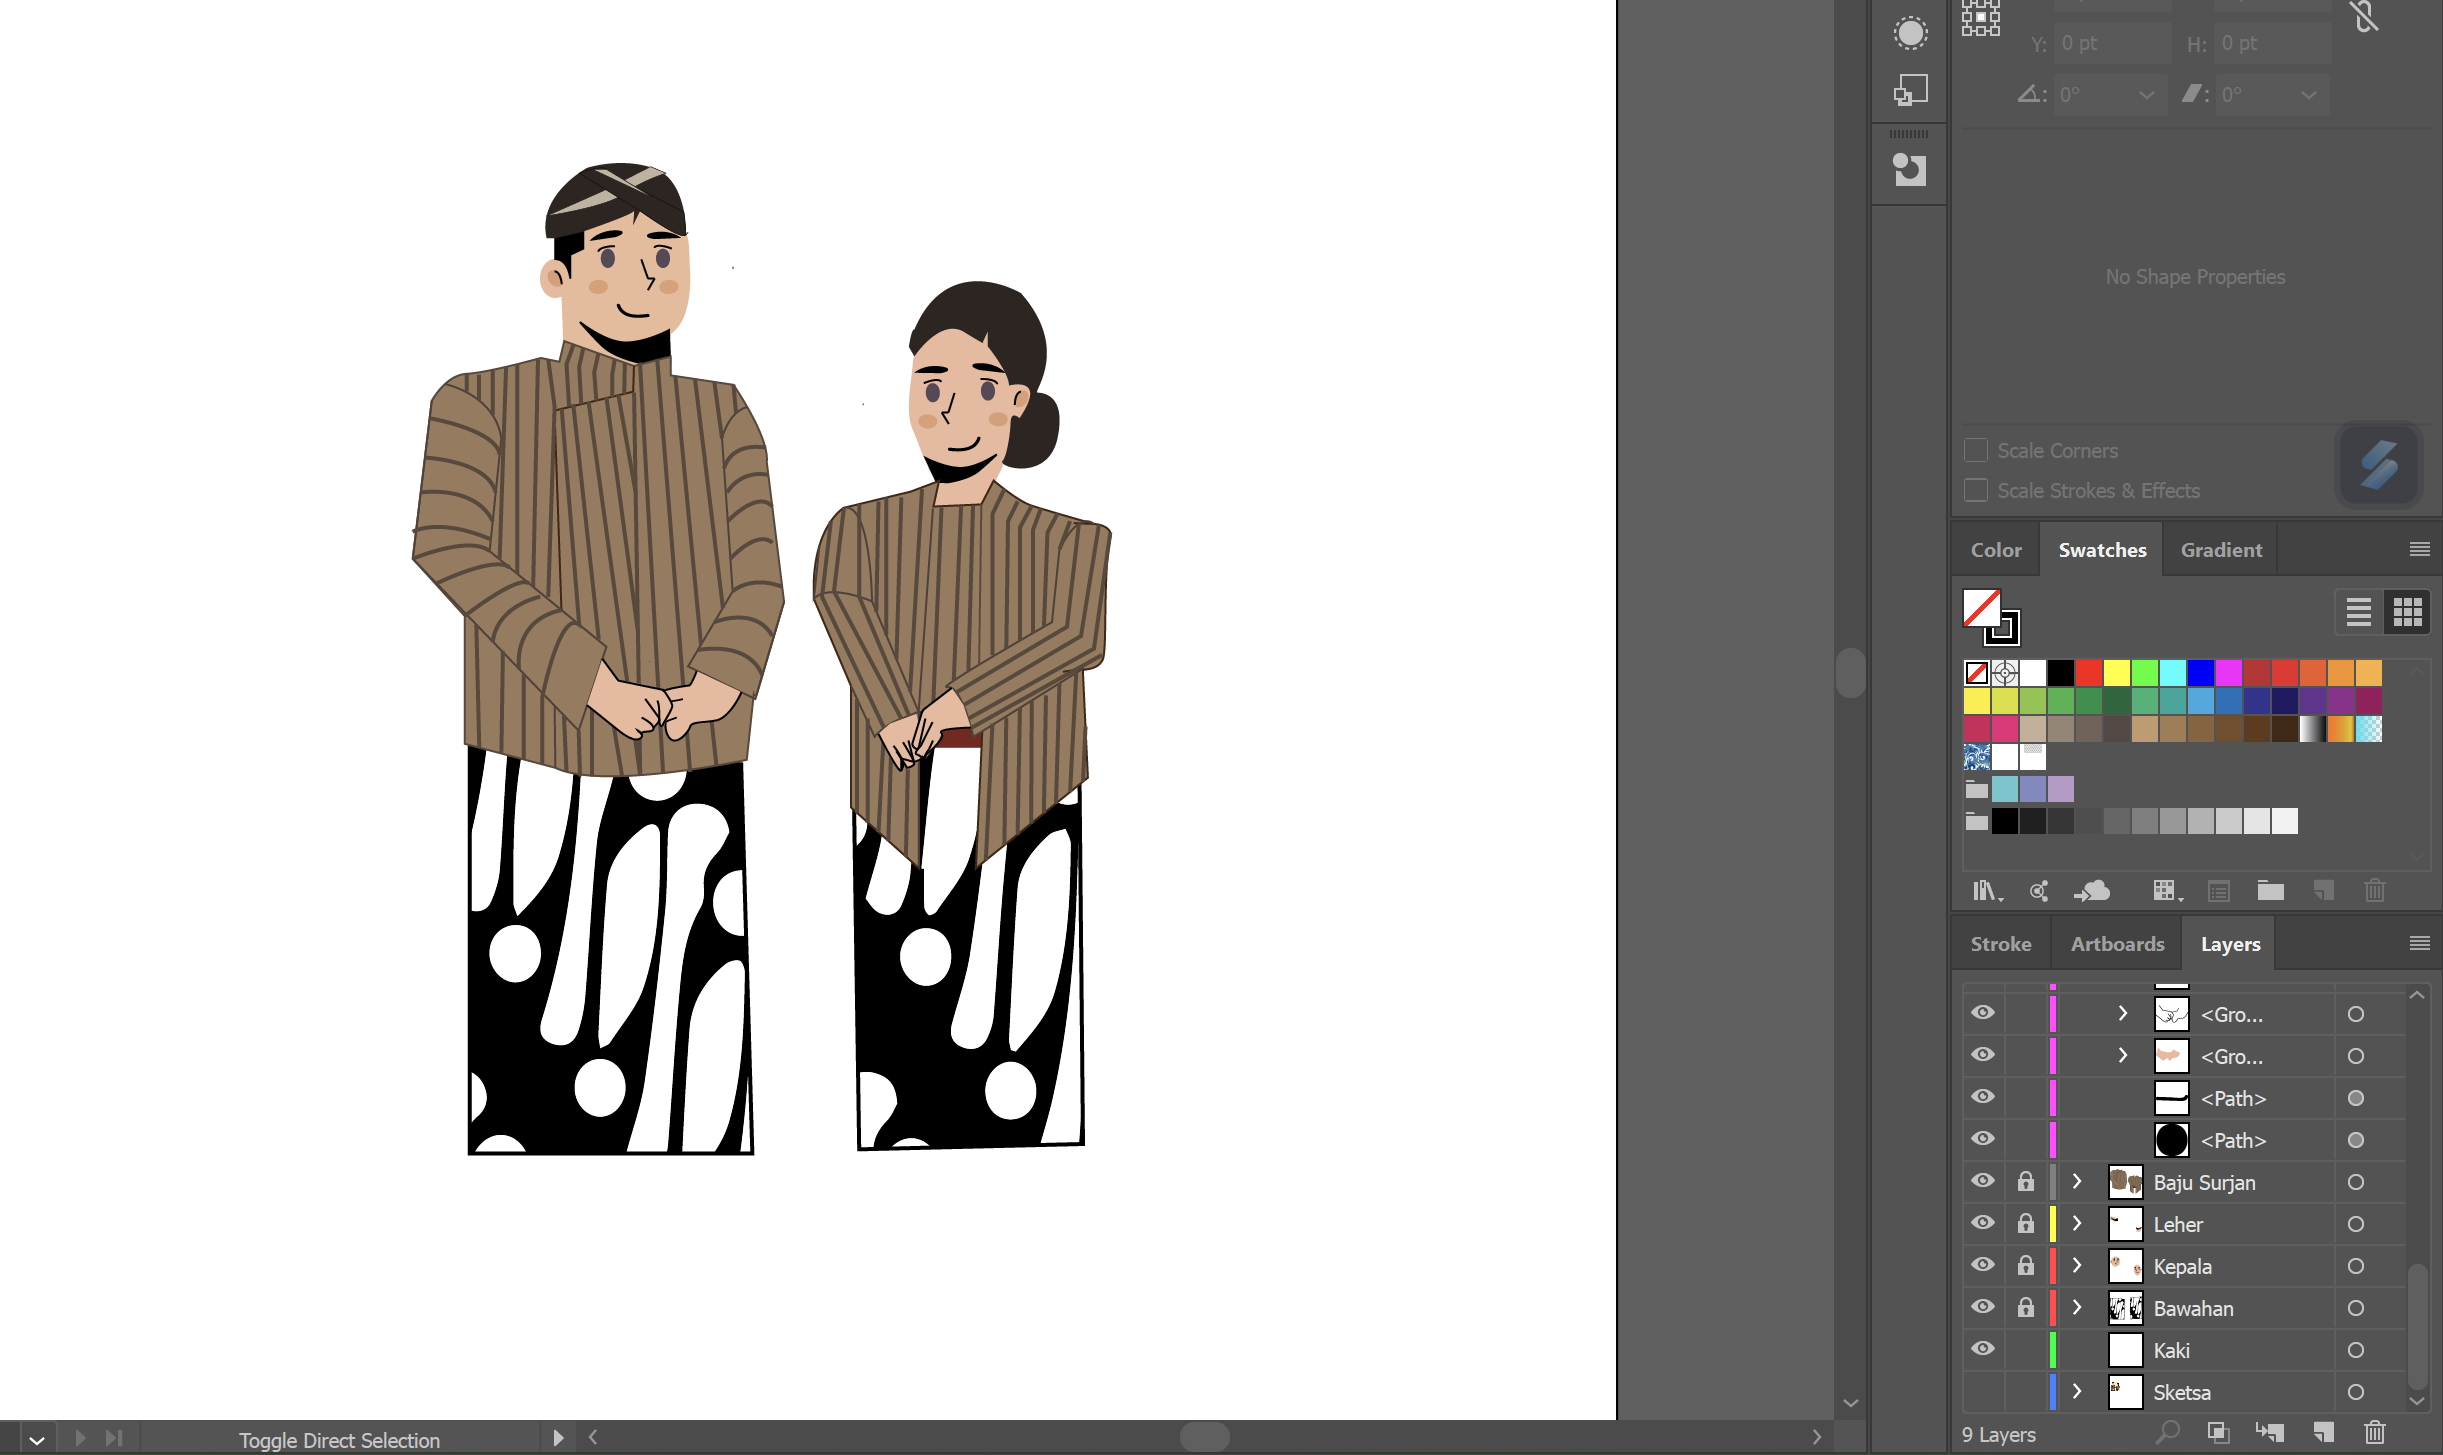 Y: 0 pt H: 0 pt
0° 0°
No Shape Properties
Scale Corners
Scale Strokes & Effects
Color Swatches Gradient
Stroke Artboards Layers
<Gro...
<Gro...
<Path>
<Path>
Baju Surjan
Leher
Kepala
Bawahan
Kaki
Sketsa
9 Layers
Toggle Direct Selection